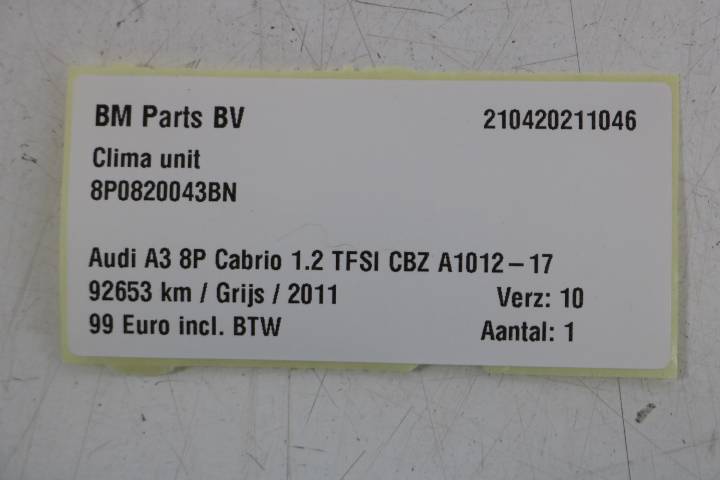 BM Parts BV 210420211046
Clima unit
8P0820043BN
Audi A3 8P Cabrio 1.2 TFSI CBZ A1012-17
92653 km / Grijs / 2011 Verz: 10
99 Euro incl. BTW Aantal: 1